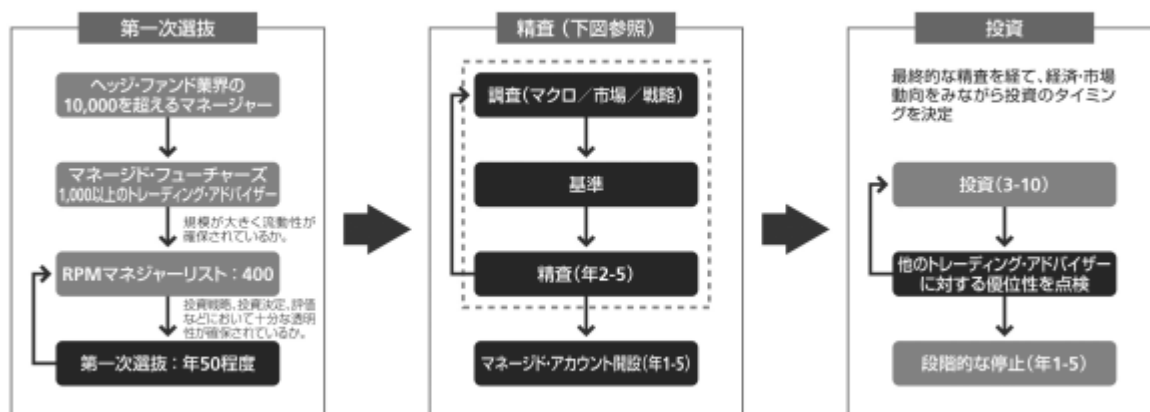 第一次選抜
ヘッジ・ファンド業界の
10,000を超えるマネージャー
マネージド・フューチャーズ
1,000以上のトレーディング・アドバイザー
規模が大きく流動性が
確保されているか。
RPMマネジャーリスト：400
投資戦略、投資決定、評価
などにおいて十分な透明
性が確保されているか。
第一次選抜：年50程度
精査（下図参照）
調査（マクロ／市場／戦略）
基準
精査（年2-5）
マネージド・アカウント開設（年1-5）
投資
最終的な精査を経て、経済・市場
動向をみながら投資のタイミン
グを決定
投資（3-10）
他のトレーディング・アドバイザー
に対する優位性を点検
段階的な停止（年1-5）